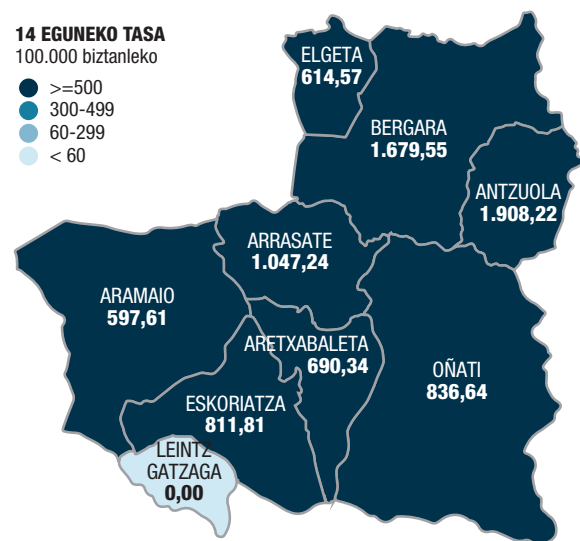 14 EGUNEKO TASA
100.000 biztanleko
>=500
300-499
60-299
< 60
ELGETA
614,57
BERGARA
1.679,55
ANTZUOLA
1.908,22
ARRASATE
1.047,24
ARAMAIO
597,61
ARETXABALETA
690,34
OÑATI
836,64
ESKORIATZA
811,81
LEINTZ
GATZAGA
0,00